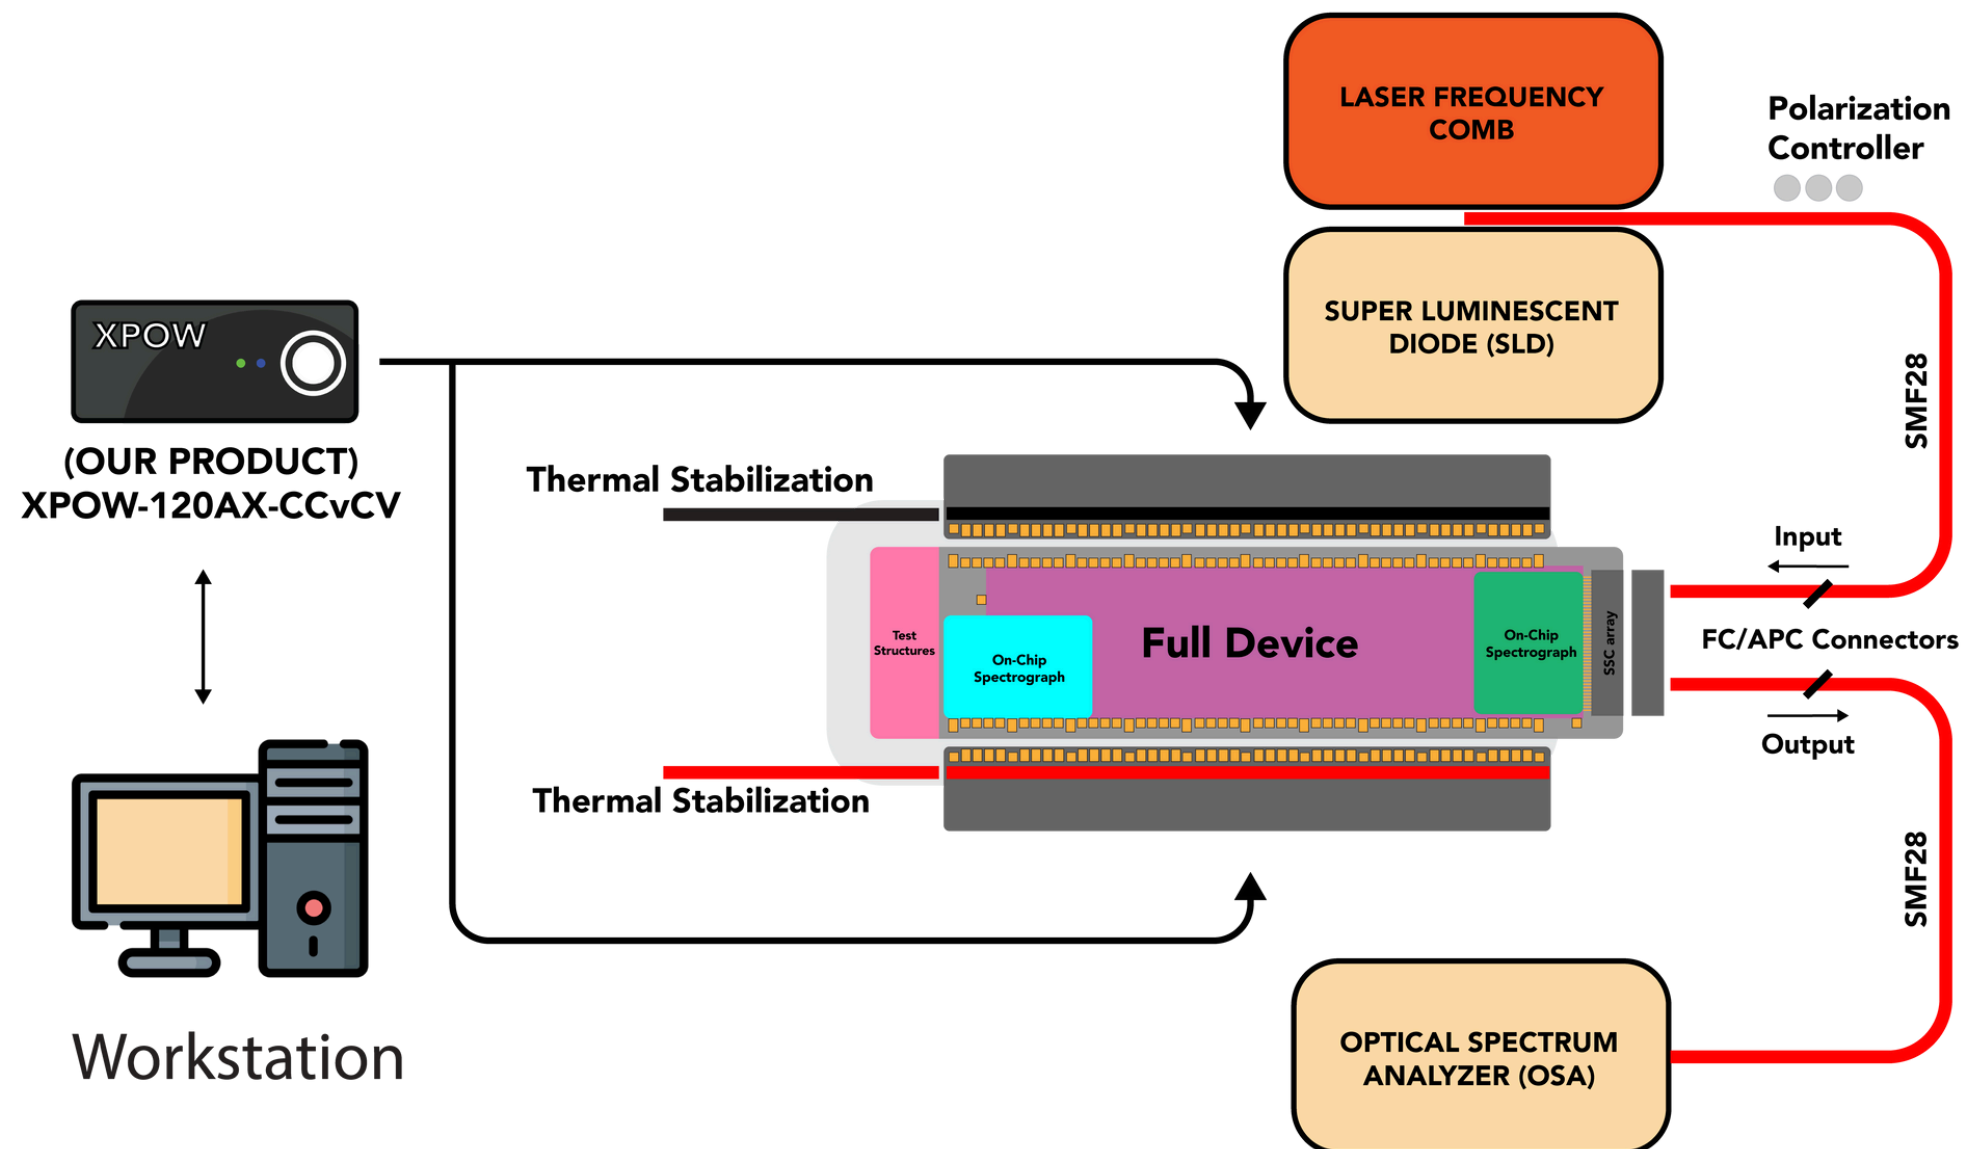 LASER FREQUENCY
COMB
Polarization
Controller
SUPER LUMINESCENT
DIODE (SLD)
XPOW
(OUR PRODUCT)
XPOW-120AX-CCvCV
Thermal Stabilization
SMF28
Input
FC/APC Connectors
Output
Test
Structures
On-Chip
Spectrograph
Full Device
On-Chip
Spectrograph
SSC array
Thermal Stabilization
SMF28
Workstation
OPTICAL SPECTRUM
ANALYZER (OSA)